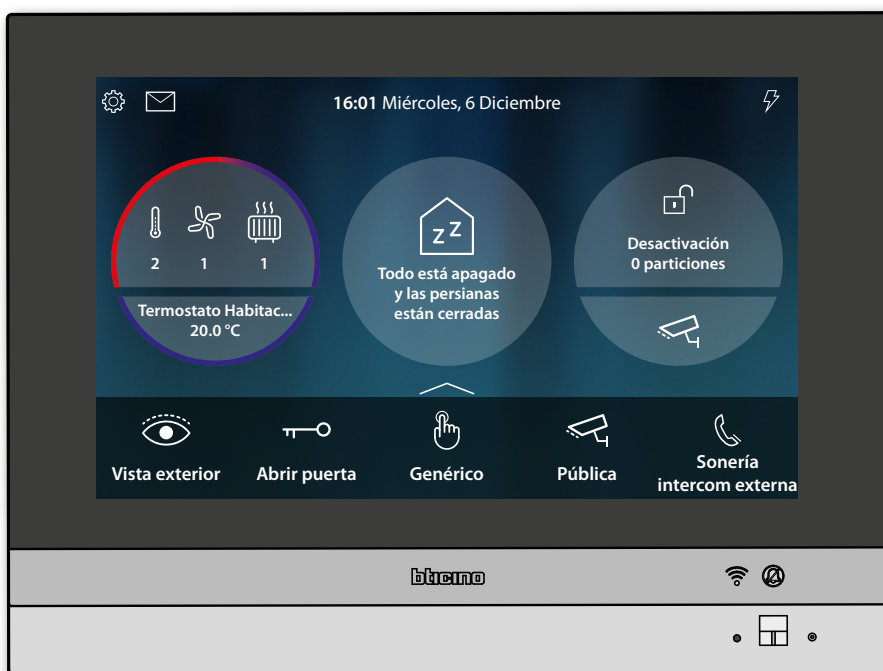 16:01 Miércoles, 6 Diciembre
2 1 1
Termostato Habitac...
20.0 °C
z Z
Todo está apagado
y las persianas
están cerradas
Desactivación
0 particiones
Vista exterior
Abrir puerta
Genérico
Pública
Sonería
intercom externa
bticino